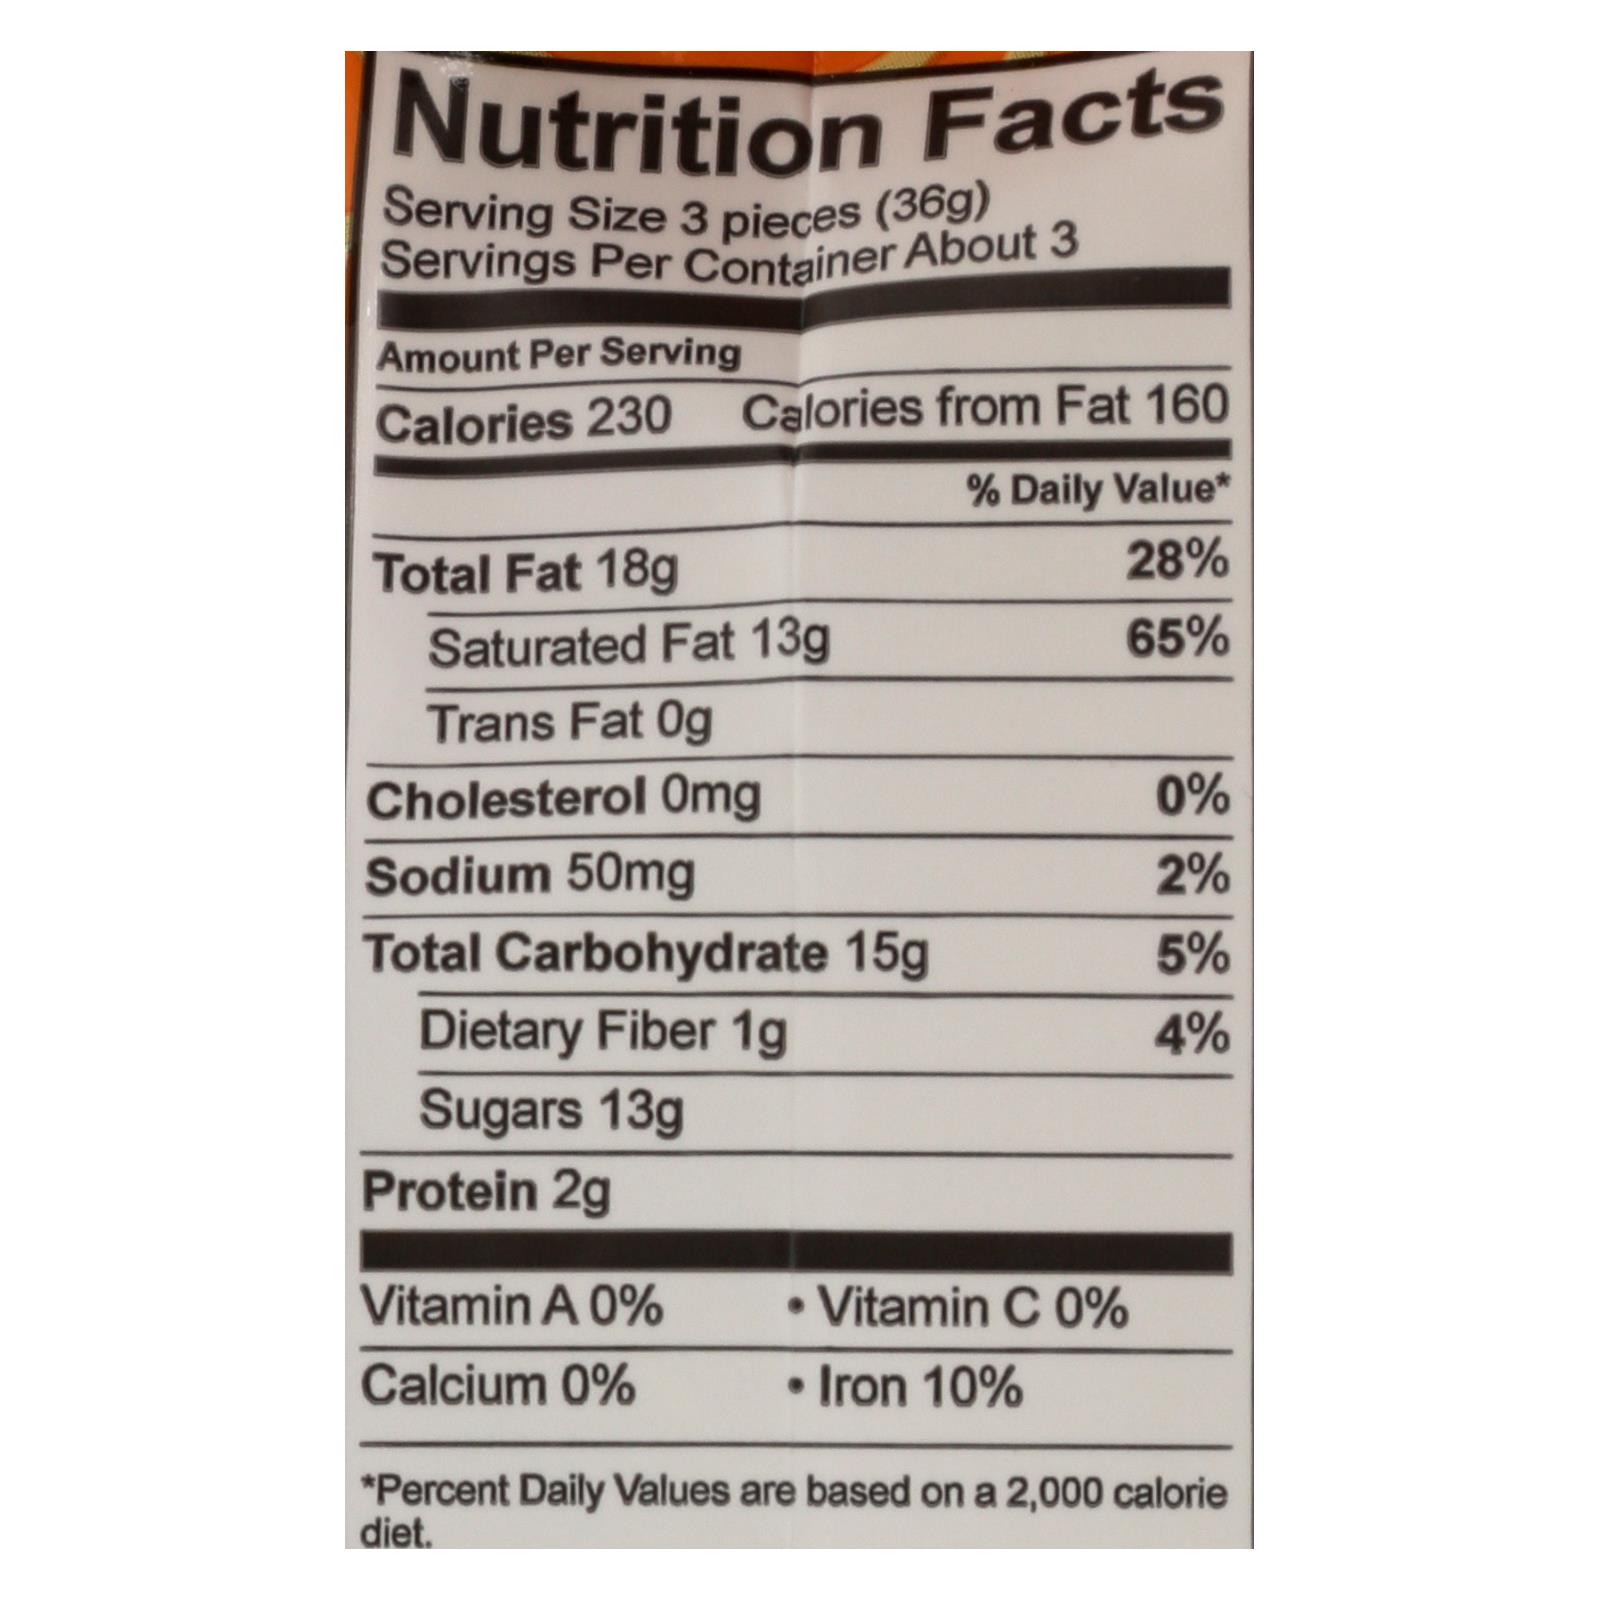 Nutrition Facts
Serving Size 3 pieces (36g)
Servings Per Container About 3
Amount Per Serving
Calories 230 Calories from Fat 160
% Daily Value*
Total Fat 18g 28%
Saturated Fat 13g 65%
Trans Fat 0g
Cholesterol 0mg 0%
Sodium 50mg 2%
Total Carbohydrate 15g 5%
Dietary Fiber 1g 4%
Sugars 13g
Protein 2g
Vitamin A 0% • Vitamin C 0%
Calcium 0% • Iron 10%
*Percent Daily Values are based on a 2,000 calorie
diet.